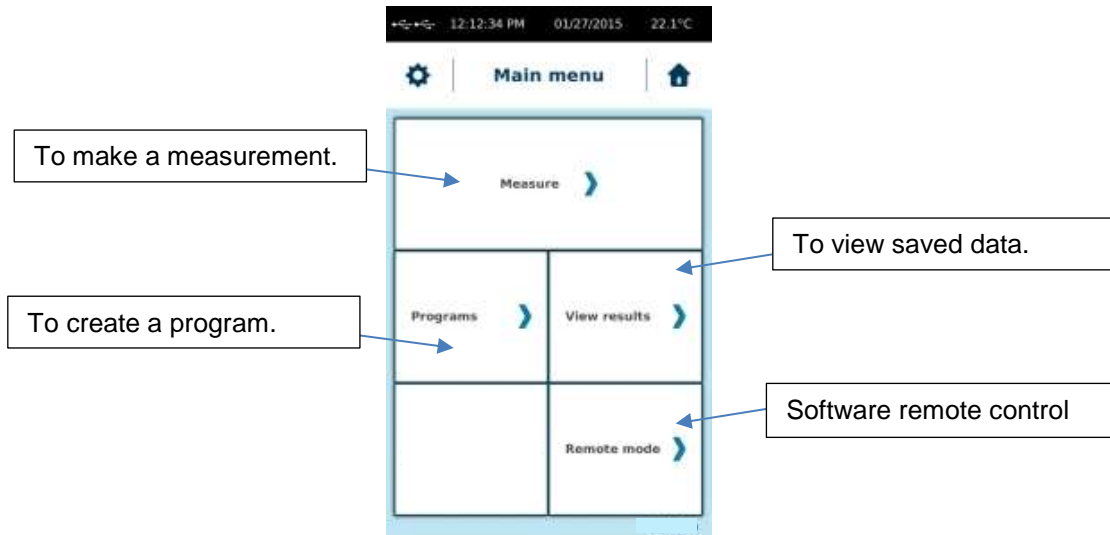 12:12:34 PM 01/27/2015 22.1°C
Main menu
To make a measurement.
Measure
To view saved data.
Programs
View results
To create a program.
Software remote control
Remote mode